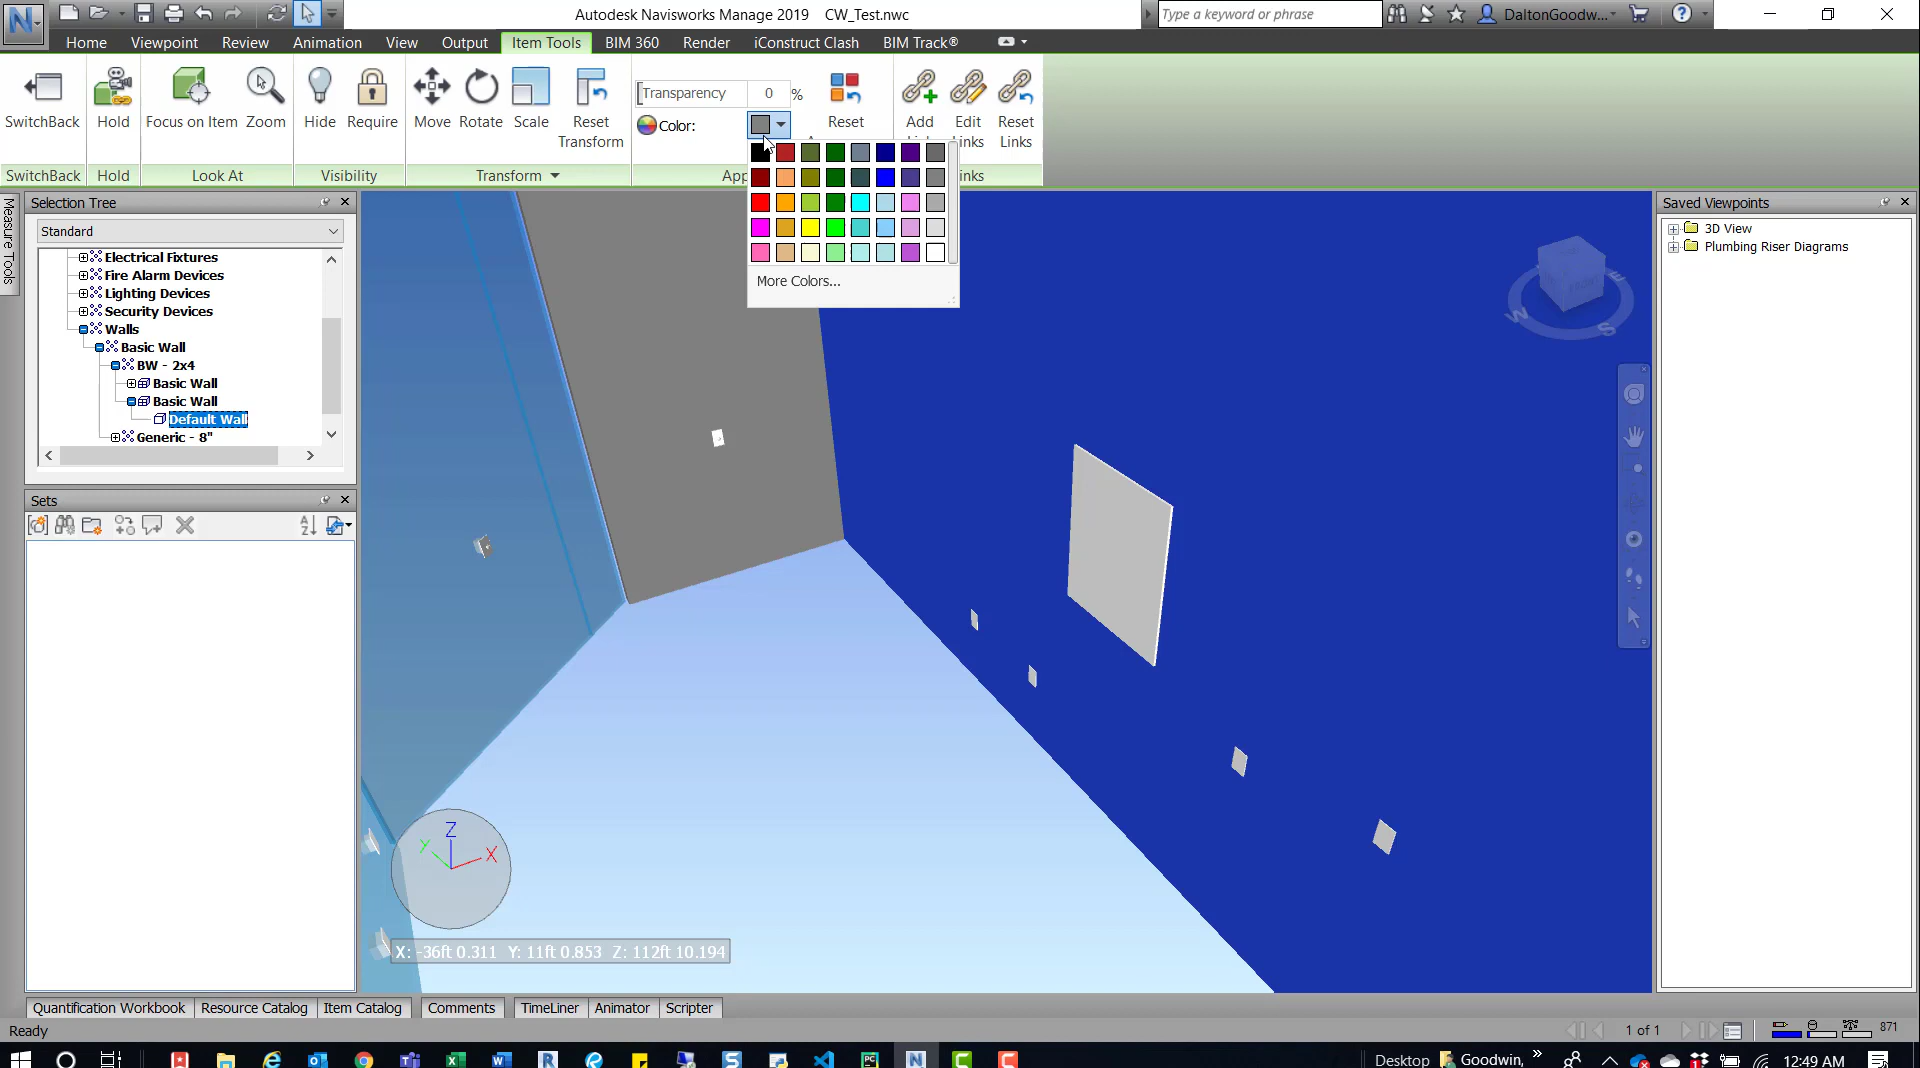 N Autodesk Navisworks Manage 2019 CW_Test.nwc Type a keyword or phrase DaltonGoodw... ?
Home Viewpoint Review Animation View Output Item Tools BIM 360 Render iConstruct Clash BIM Track®
SwitchBack Hold Focus on Item Zoom Hide Require Move Rotate Scale Reset Transform Transparency 0 % Color: Reset Add Edit Reset Links
SwitchBack Hold Look At Visibility Transform
More Colors...
Measure Tools
Selection Tree
Standard
Electrical Fixtures
Fire Alarm Devices
Lighting Devices
Security Devices
Walls
Basic Wall
BW - 2x4
Basic Wall
Basic Wall
Default Wall
Generic - 8"
Sets
Saved Viewpoints
3D View
Plumbing Riser Diagrams
W S E
Z
Y X
X: -36ft 0.311 Y: 11ft 0.853 Z: 112ft 10.194
Quantification Workbook Resource Catalog Item Catalog Comments TimeLiner Animator Scripter
Ready 1 of 1 871
Desktop Goodwin, 12:49 AM